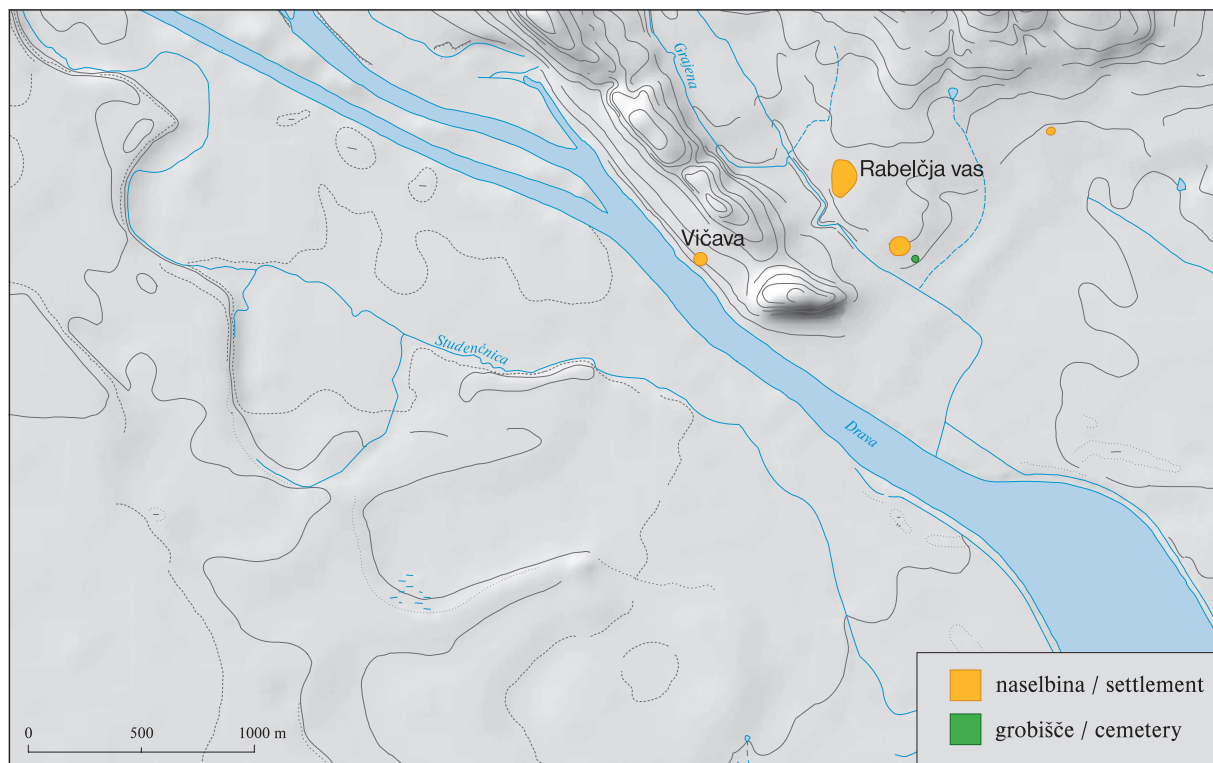 Grajena
Rabelčja vas
Vičava
Studenčnica
Drava
naselbina / settlement
grobišče / cemetery
0 500 1000 m